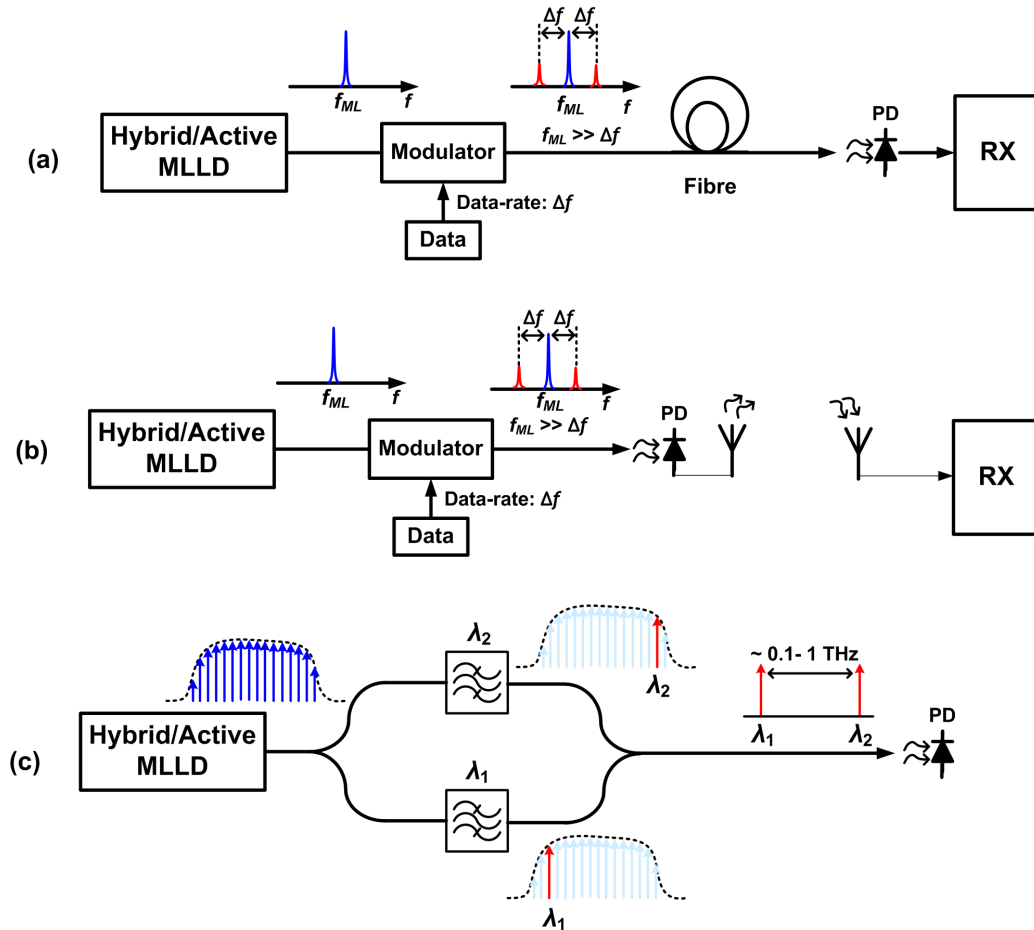 Δf Δf
f_ML f
f_ML f
f_ML >> Δf
(a)
Hybrid/Active
MLLD
Modulator
Fibre
PD
RX
Data-rate: Δf
Data
Δf Δf
f_ML f
f_ML f
f_ML >> Δf
(b)
Hybrid/Active
MLLD
Modulator
PD
RX
Data-rate: Δf
Data
(c)
Hybrid/Active
MLLD
λ2
λ2
λ1
λ1
~ 0.1- 1 THz
λ1 λ2
PD